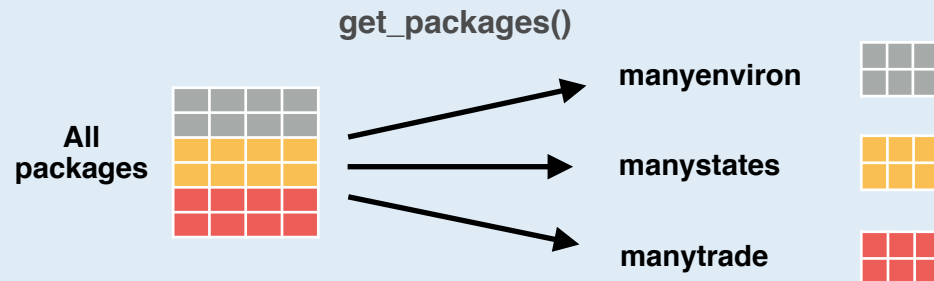 get_packages()
manyenviron
All
packages
manystates
manytrade